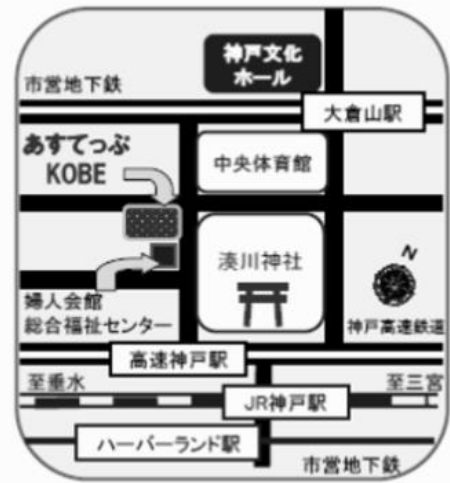 神戸文化
ホール
市営地下鉄
大倉山駅
あすてっぷ
KOBE
中央体育館
湊川神社
N
婦人会館
総合福祉センター
神戸高速鉄道
高速神戸駅
至垂水
至三宮
JR神戸駅
ハーバーランド駅
市営地下鉄